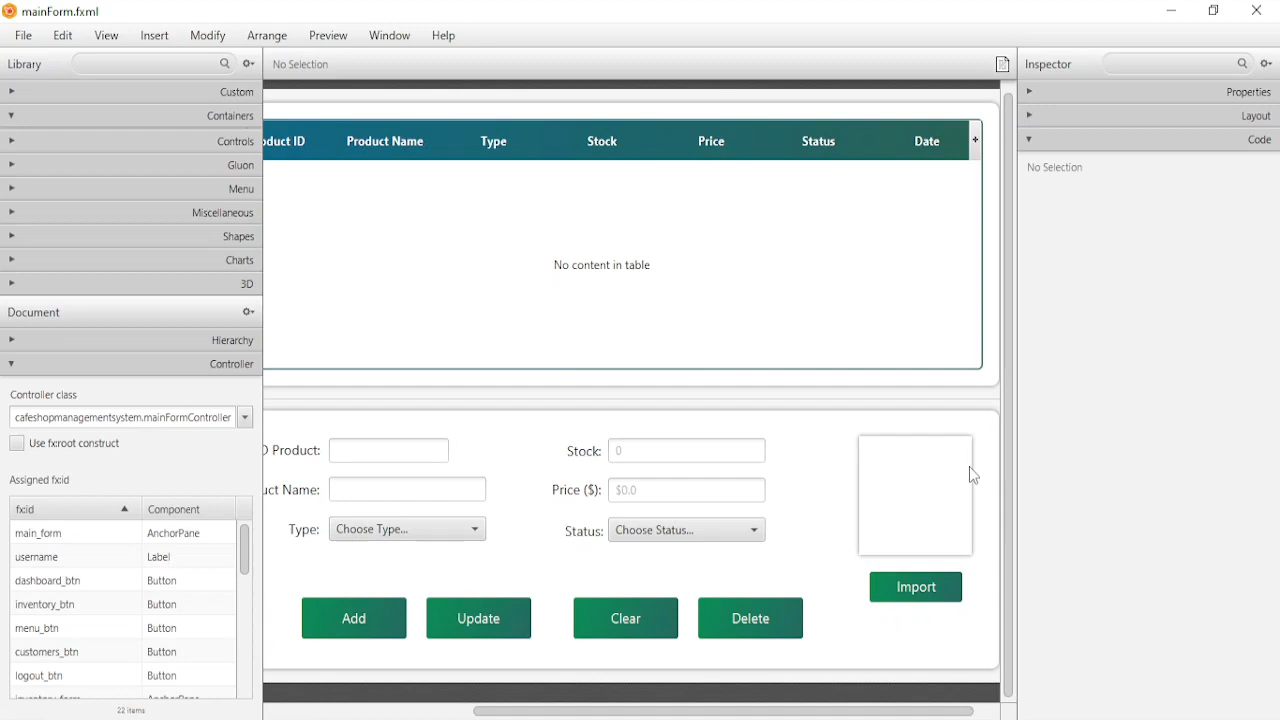 mainForm.fxml
File Edit View Insert Modify Arrange Preview Window Help
Library
No Selection
Inspector
Custom
Containers
Controls
Gluon
Menu
Miscellaneous
Shapes
Charts
3D
Document
Hierarchy
Controller
Controller class
cafeshopmanagementsystem.mainFormController
Use fx:root construct
Assigned fx:id
fx:id Component
main_form AnchorPane
username Label
dashboard_btn Button
inventory_btn Button
menu_btn Button
customers_btn Button
logout_btn Button
inventory_form AnchorPane
22 items
duct ID Product Name Type Stock Price Status Date +
No content in table
D Product:
uct Name:
Type: Choose Type...
Stock: 0
Price ($): $0.0
Status: Choose Status...
Import
Add Update Clear Delete
Properties
Layout
Code
No Selection